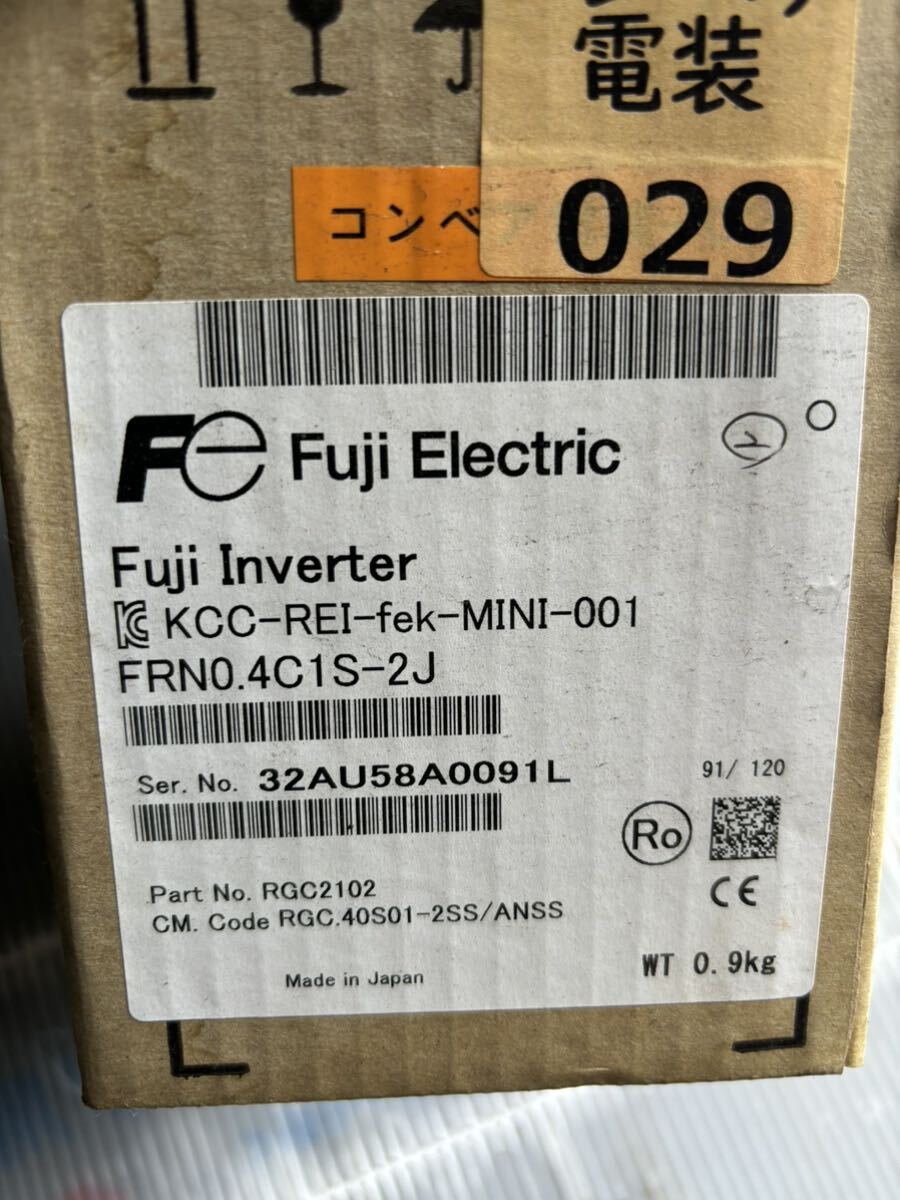 電装
コンベ
029
Fe Fuji Electric
Fuji Inverter
KCC-REI-fek-MINI-001
FRN0.4C1S-2J
Ser. No. 32AU58A0091L
91/ 120
Ro
Part No. RGC2102
CM. Code RGC.40S01-2SS/ANSS
CE
WT 0.9kg
Made in Japan